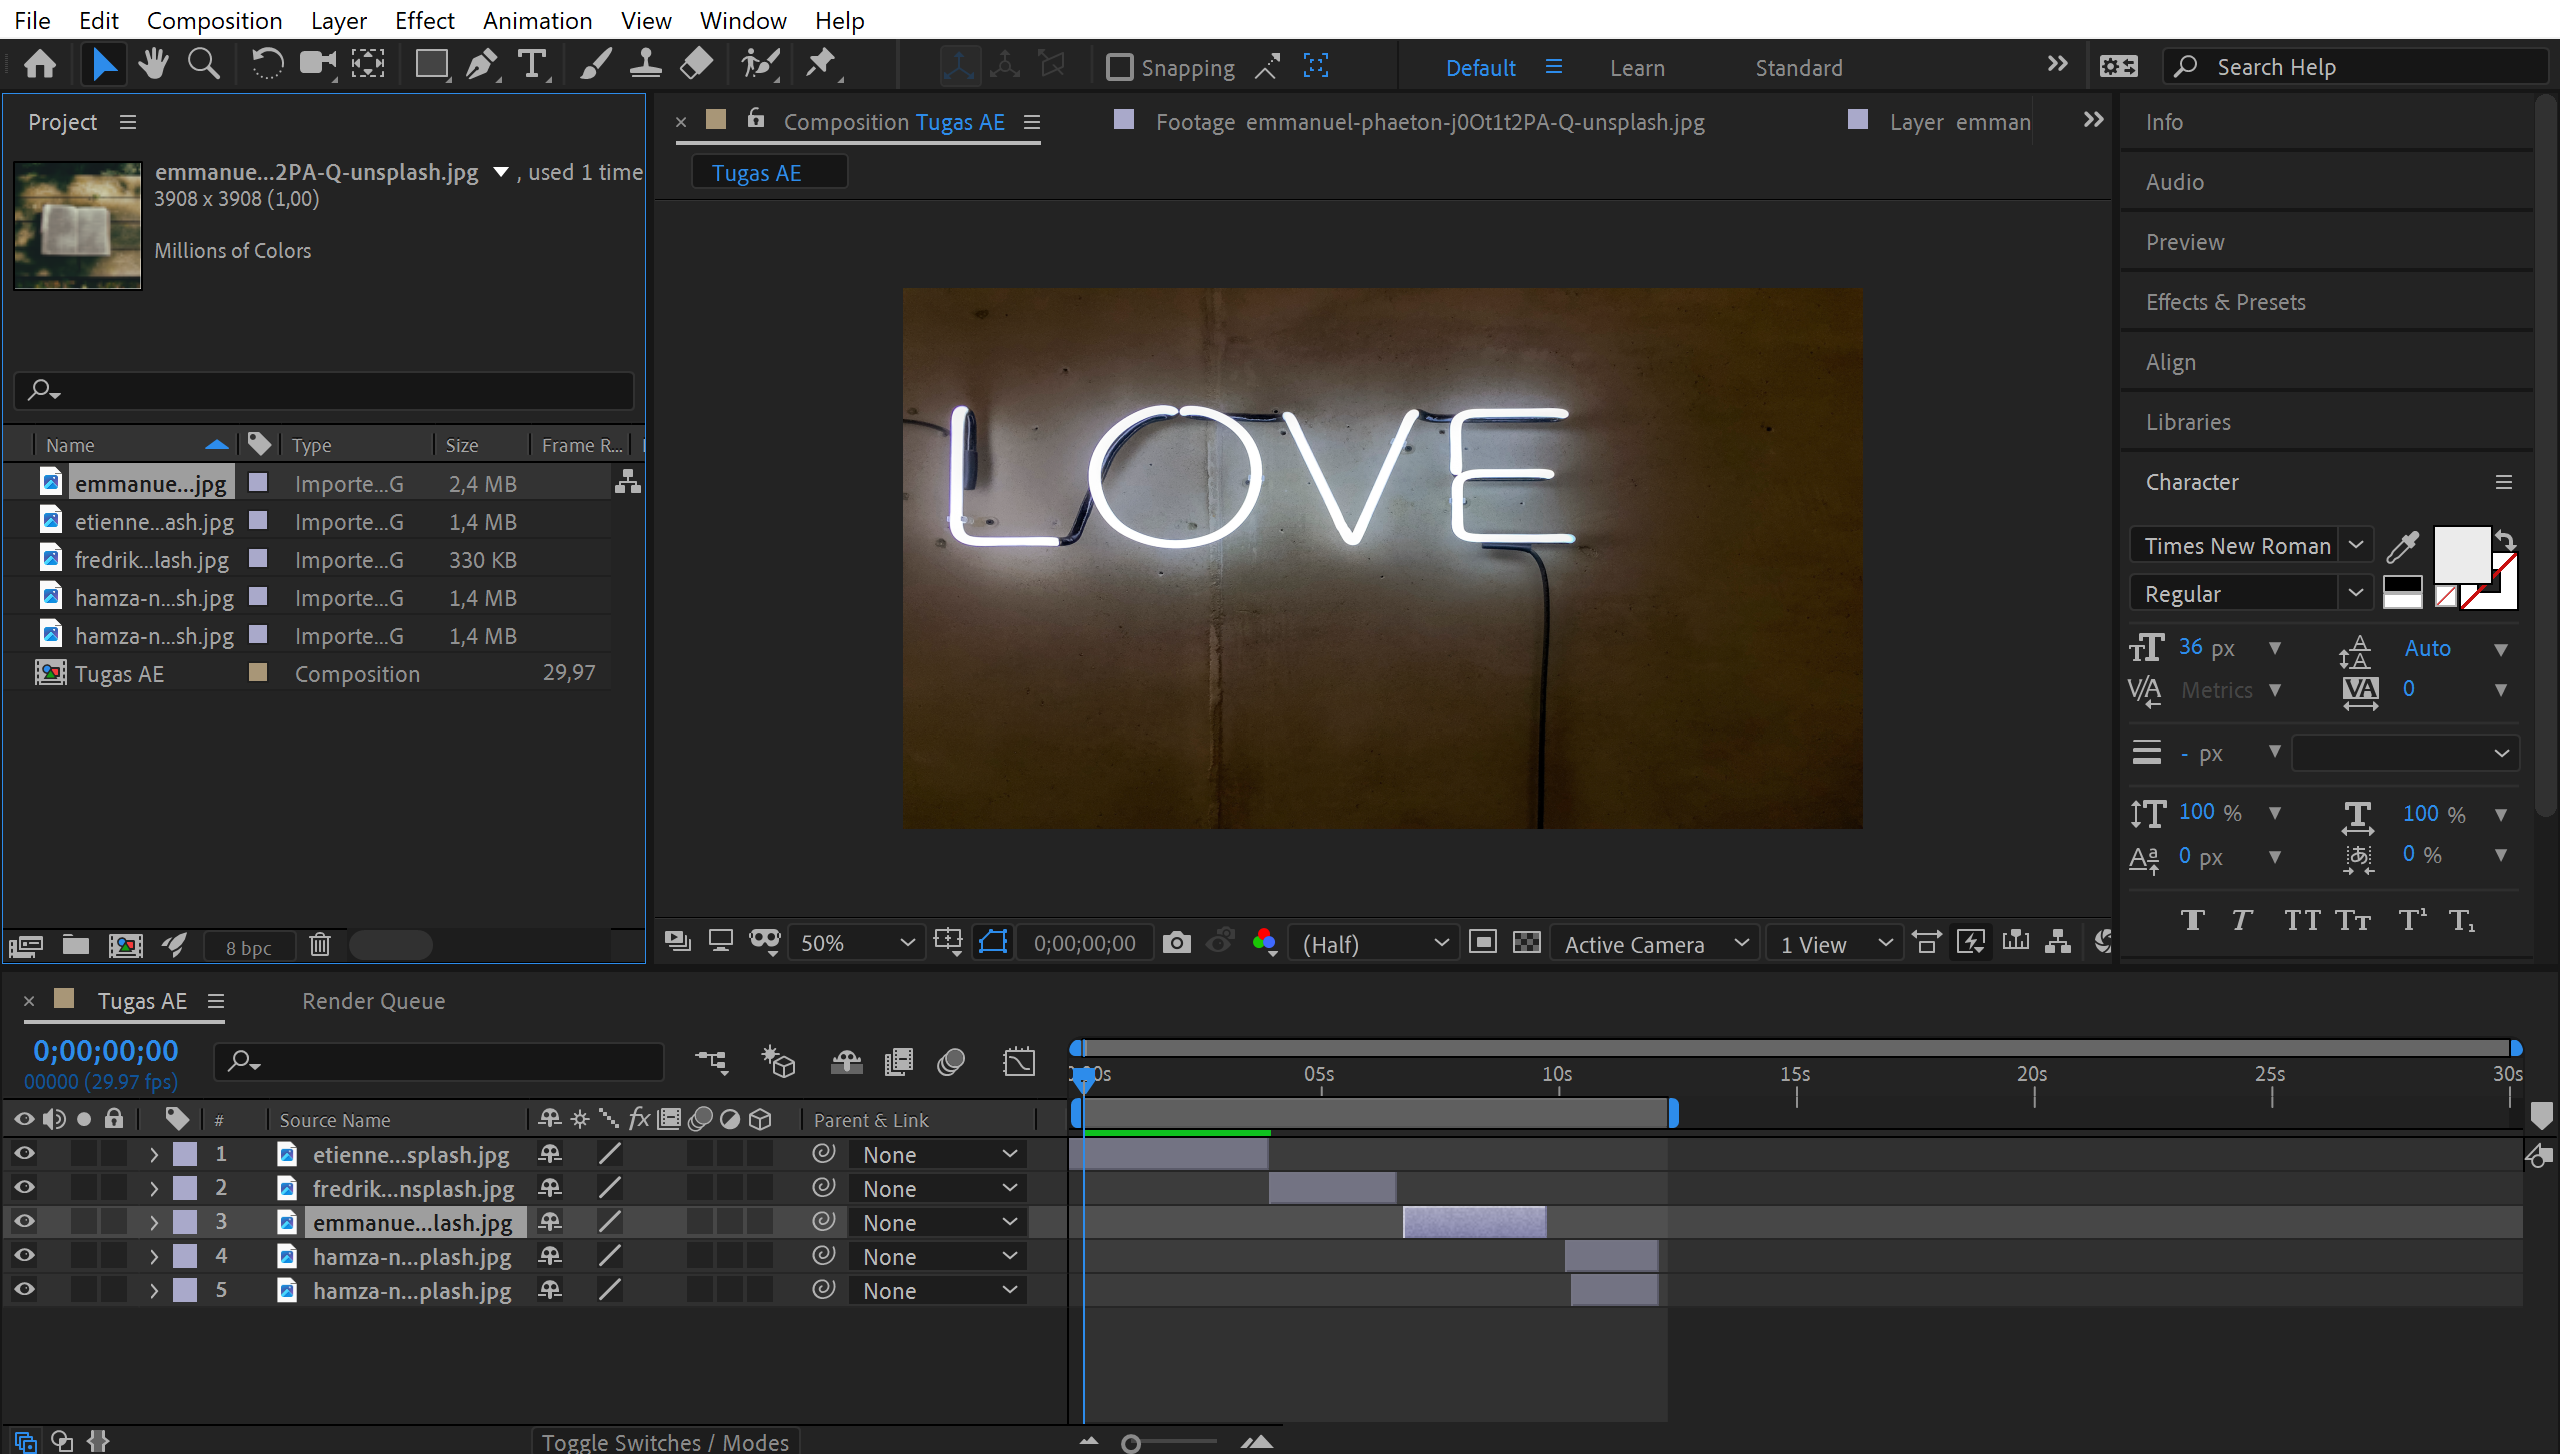 File Edit Composition Layer Effect Animation View Window Help
Snapping Default Learn Standard Search Help
Project
emmanue...2PA-Q-unsplash.jpg , used 1 time
3908 x 3908 (1,00)
Millions of Colors
Name Type Size Frame R...
emmanue...jpg Importe...G 2,4 MB
etienne...ash.jpg Importe...G 1,4 MB
fredrik...lash.jpg Importe...G 330 KB
hamza-n...sh.jpg Importe...G 1,4 MB
hamza-n...sh.jpg Importe...G 1,4 MB
Tugas AE Composition 29,97
8 bpc
Composition Tugas AE Footage emmanuel-phaeton-j0Ot1t2PA-Q-unsplash.jpg Layer emman
Tugas AE
LOVE
50% 0;00;00;00 (Half) Active Camera 1 View
Info
Audio
Preview
Effects & Presets
Align
Libraries
Character
Times New Roman
Regular
36 px Auto
Metrics 0
- px
100 % 100 %
0 px 0 %
Tugas AE Render Queue
0;00;00;00
00000 (29.97 fps)
05s 10s 15s 20s 25s 30s
# Source Name Parent & Link
1 etienne...splash.jpg None
2 fredrik...nsplash.jpg None
3 emmanue...lash.jpg None
4 hamza-n...plash.jpg None
5 hamza-n...plash.jpg None
Toggle Switches / Modes